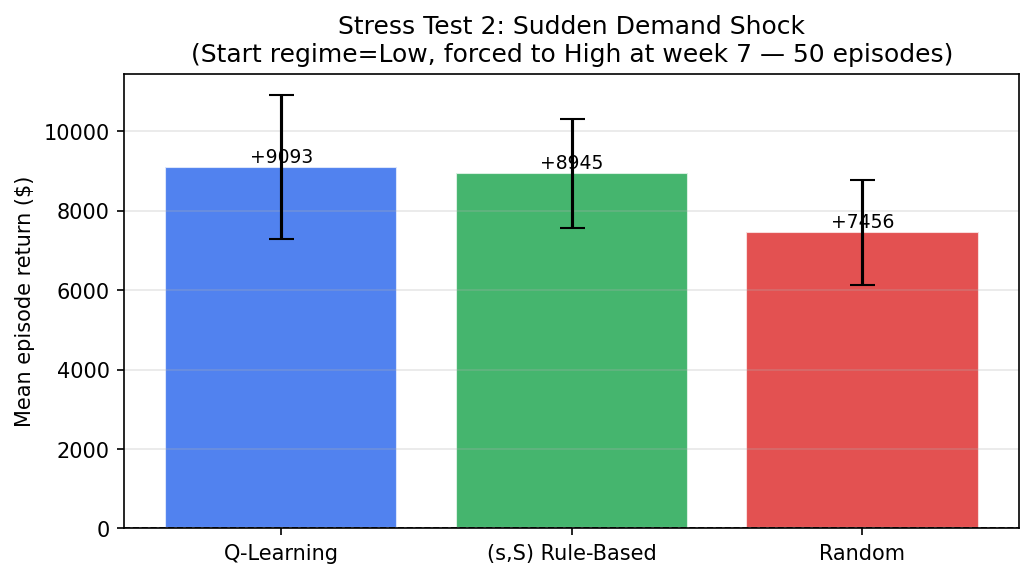 Stress Test 2: Sudden Demand Shock
(Start regime=Low, forced to High at week 7 — 50 episodes)
Mean episode return ($)
10000
8000
6000
4000
2000
0
+9093
+8945
+7456
Q-Learning
(s,S) Rule-Based
Random